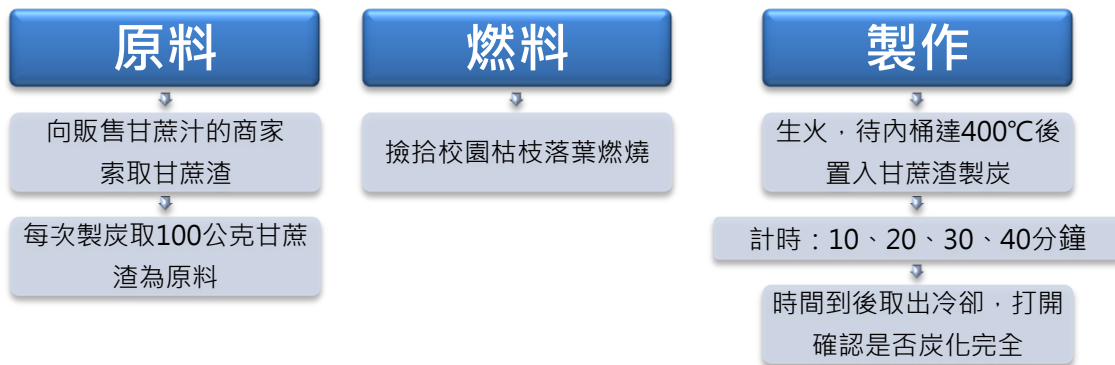 原料
向販售甘蔗汁的商家
索取甘蔗渣
每次製炭取100公克甘蔗
渣為原料
燃料
撿拾校園枯枝落葉燃燒
製作
生火，待內桶達400℃後
置入甘蔗渣製炭
計時：10、20、30、40分鐘
時間到後取出冷卻，打開
確認是否炭化完全